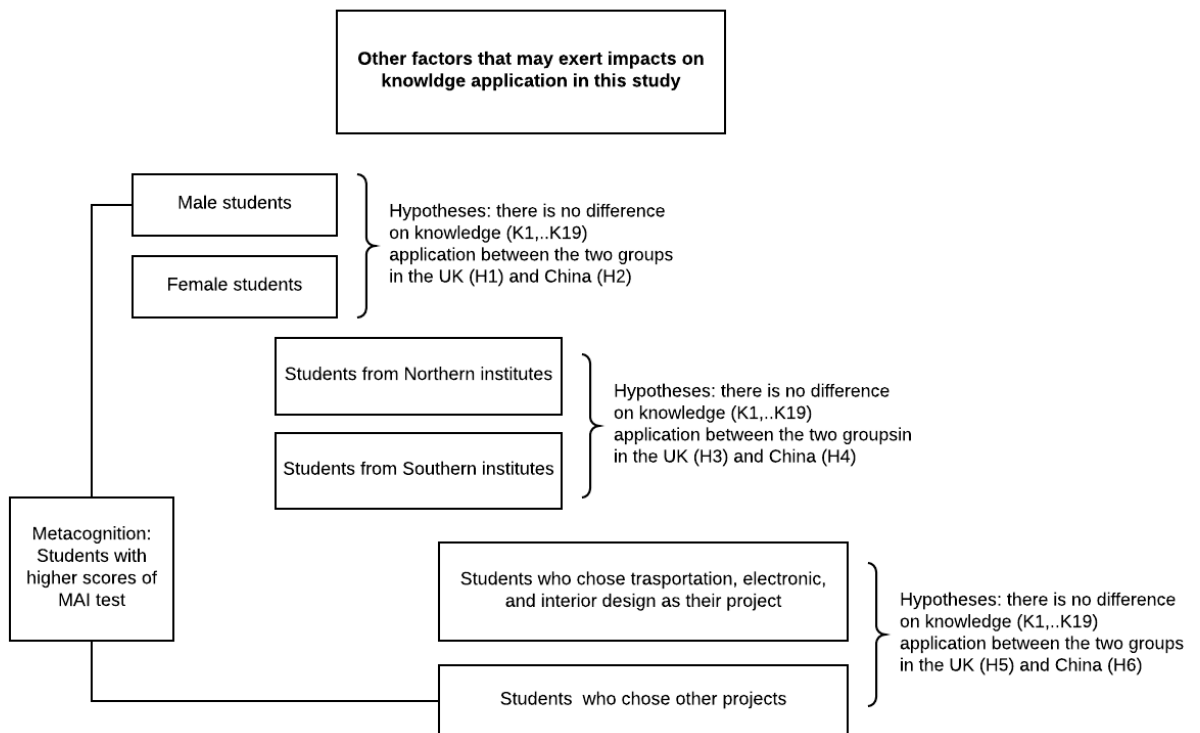 Other factors that may exert impacts on
knowldge application in this study
Male students
Female students
Hypotheses: there is no difference
on knowledge (K1,..K19)
application between the two groups
in the UK (H1) and China (H2)
Students from Northern institutes
Students from Southern institutes
Hypotheses: there is no difference
on knowledge (K1,..K19)
application between the two groupsin
in the UK (H3) and China (H4)
Metacognition:
Students with
higher scores of
MAI test
Students who chose trasportation, electronic,
and interior design as their project
Students who chose other projects
Hypotheses: there is no difference
on knowledge (K1,..K19)
application between the two groups
in the UK (H5) and China (H6)